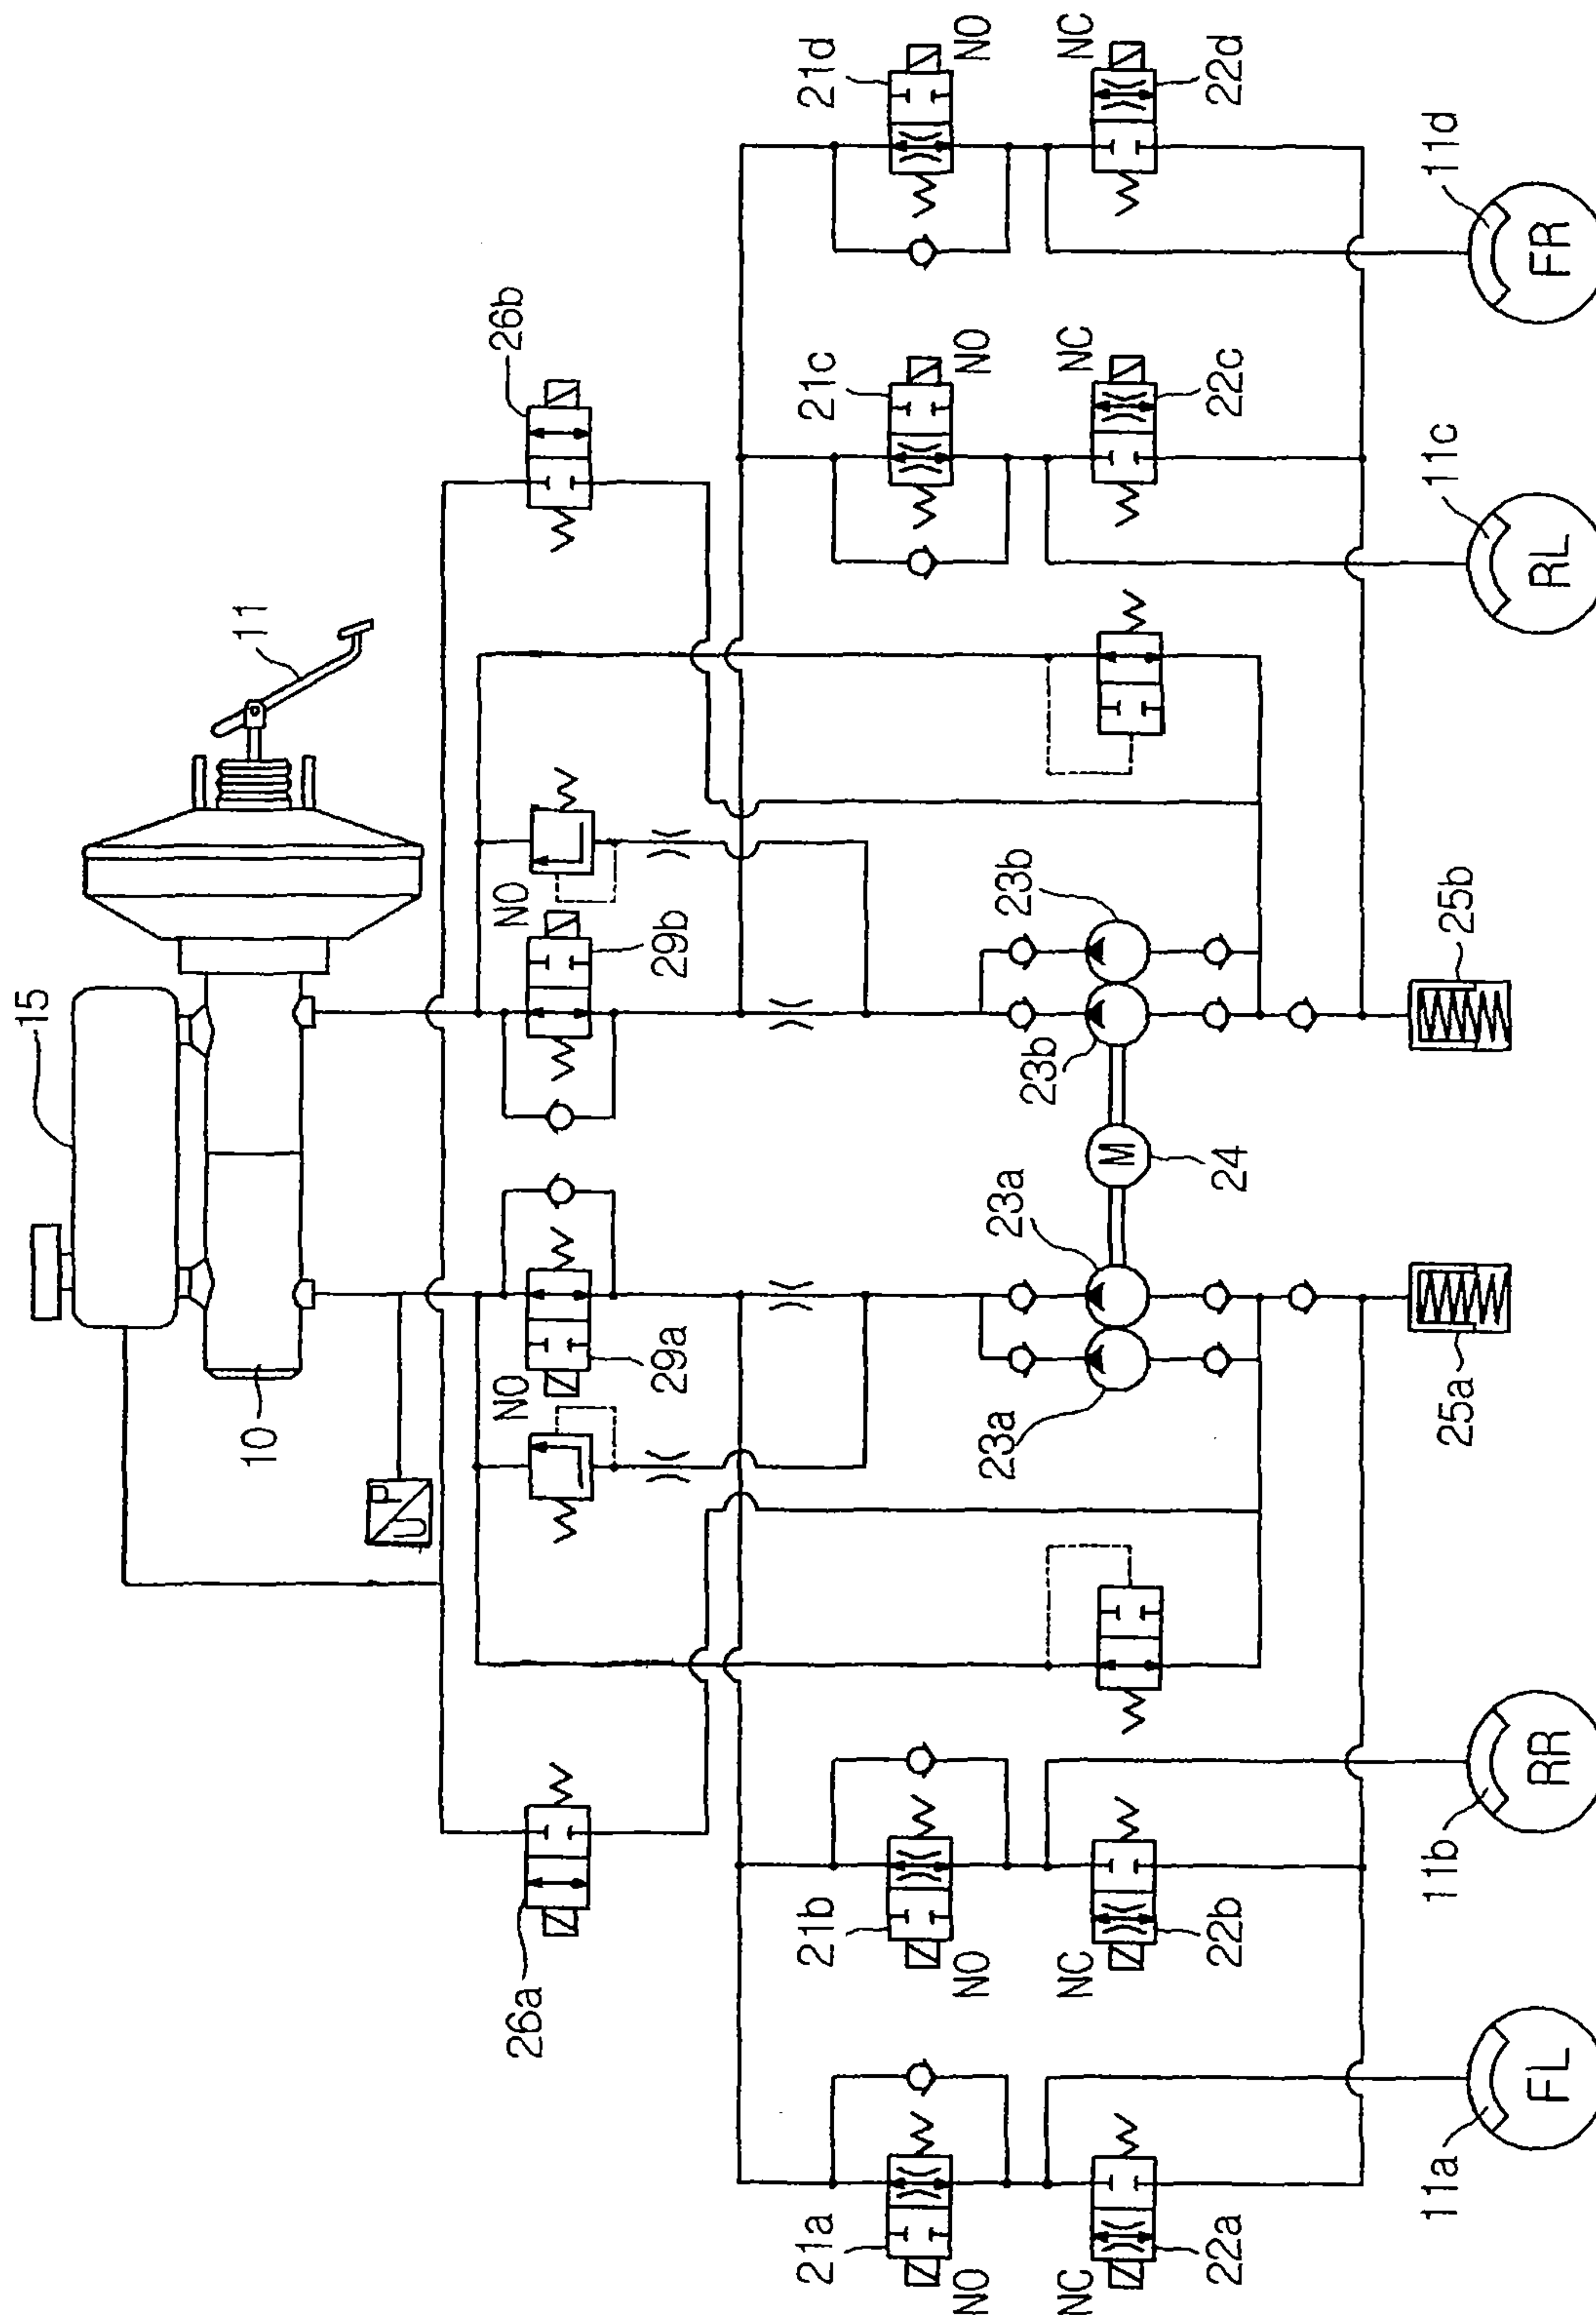 15
11
10
P
U
26a
26b
NO
29a
NO
29b
21a
NO
21b
NO
21c
NO
21d
NO
NC
22a
NC
22b
NC
22c
NC
22d
23a
23a
23b
23b
M
24
25a
25b
11a
FL
11b
RR
11c
RL
11d
FR